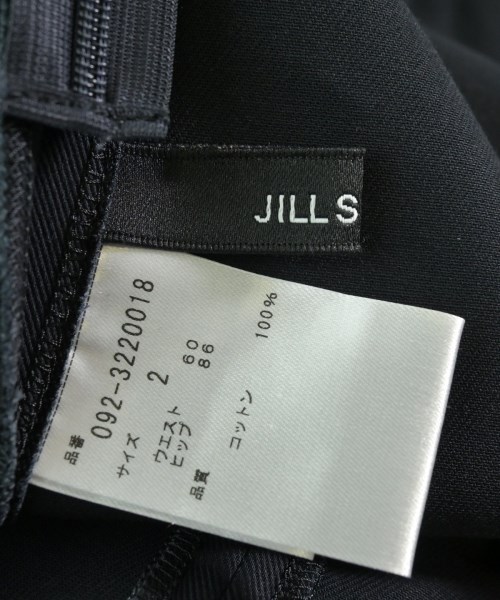 JILL S
品番
092-3220018
サイズ 2
ウエスト 60
ヒップ 86
品質
コットン 100%